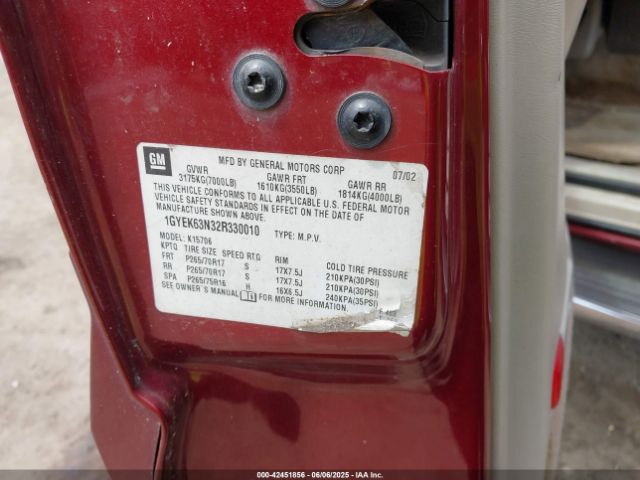 GM
MFD BY GENERAL MOTORS CORP 07/02
GVWR GAWR FRT GAWR RR
3175KG(7000LB) 1610KG(3550LB) 1814KG(4000LB)
THIS VEHICLE CONFORMS TO ALL APPLICABLE U.S. FEDERAL MOTOR
VEHICLE SAFETY STANDARDS IN EFFECT ON THE DATE OF
MANUFACTURE SHOWN ABOVE.
1GYEK63N32R330010 TYPE: M.P.V.
MODEL: K15706
KPTQ TIRE SIZE SPEED RTG RIM COLD TIRE PRESSURE
FRT P265/70R17 S 17X7.5J 210KPA(30PSI)
RR P265/70R17 S 17X7.5J 210KPA(30PSI)
SPA P265/75R16 H 16X6.5J 240KPA(35PSI)
SEE OWNER'S MANUAL FOR MORE INFORMATION.
00-42451856 (US) 06/06/2025 - IAA Inc.